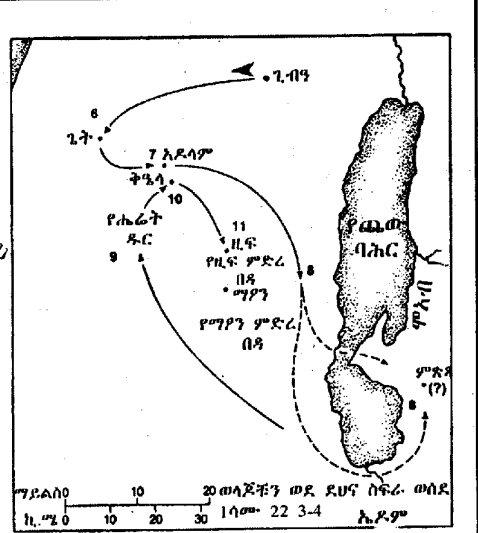 ጊብዓ
6
ጌት
7 አዶላም
ቅዒላ
10
የሔሬት
ዱር
9
11
ዚፍ
የዚፍ ምድረ
በዳ
ማዖን
የማዖን ምድረ
በዳ
8
የጨው
ባሕር
ሞአብ
(?)
8
ማይልስ 0 10 20
ኪ.ሜ 0 10 20 30
ወላጆቹን ወደ ደህና ስፍራ ወሰደ
1ሳሙ 22 3-4
ኤዶም